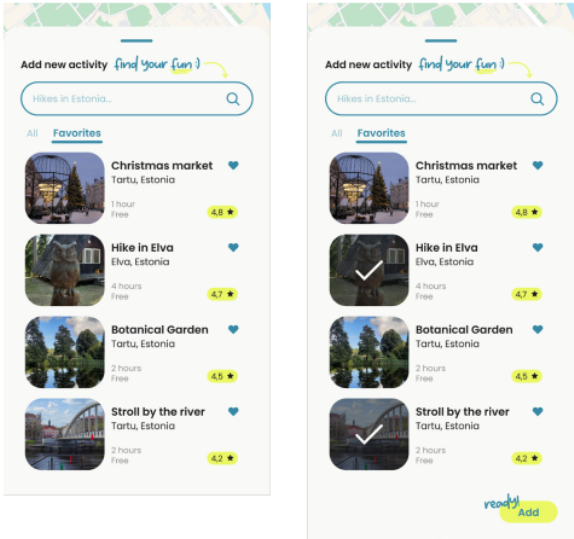 Add new activity find your fun :)
Hikes in Estonia...
All Favorites
Christmas market
Tartu, Estonia
1 hour
Free
4,8 ★
Hike in Elva
Elva, Estonia
4 hours
Free
4,7 ★
Botanical Garden
Tartu, Estonia
2 hours
Free
4,5 ★
Stroll by the river
Tartu, Estonia
2 hours
Free
4,2 ★
Add new activity find your fun :)
Hikes in Estonia...
All Favorites
Christmas market
Tartu, Estonia
1 hour
Free
4,8 ★
Hike in Elva
Elva, Estonia
4 hours
Free
4,7 ★
Botanical Garden
Tartu, Estonia
2 hours
Free
4,5 ★
Stroll by the river
Tartu, Estonia
2 hours
Free
4,2 ★
ready!
Add